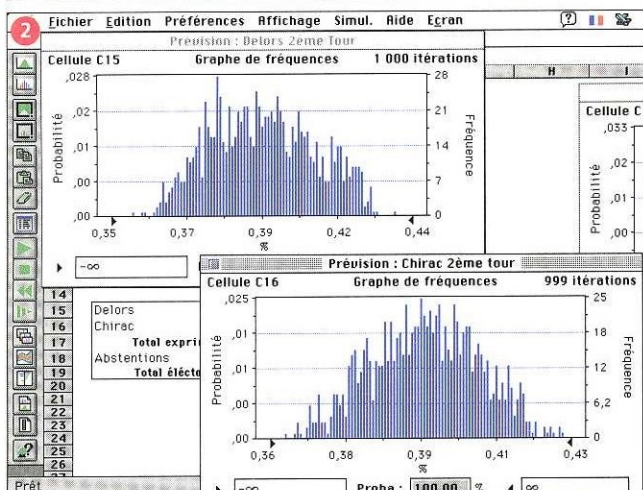 2
Fichier Edition Préférences Affichage Simul. Aide Ecran
Prévision : Delors 2ème Tour
Cellule C15 Graphe de fréquences 1 000 itérations
,028 28
,02 21
,01 14
,00 7
,00 0
Probabilité
Fréquence
0,35 0,37 0,39 0,42 0,44
%
-∞
H I
Cellule C
,033
,02
,01
,00
Probabilité
14
15 Delors
16 Chirac
17 Total exprı
18 Abstentions
19 Total élécto
20
21
22
23
24
25
26
27
Prêt
Prévision : Chirac 2ème tour
Cellule C16 Graphe de fréquences 999 itérations
,025 25
,01 18
,01 12
,00 6,2
,00 0
Probabilité
Fréquence
0,36 0,38 0,39 0,41 0,43
%
-∞ Proba : 100,00 % ∞